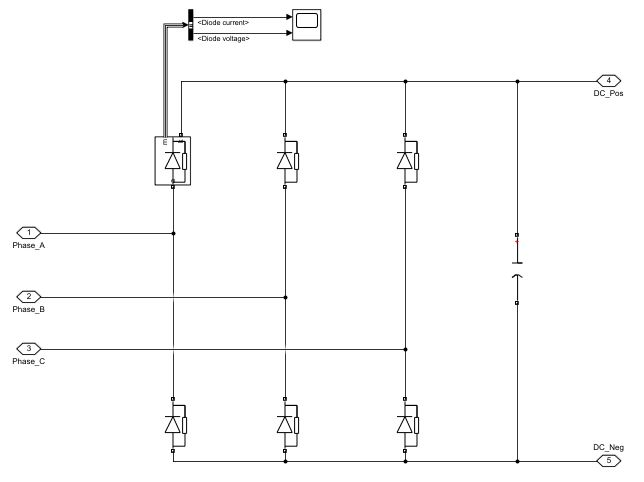 <Diode current>
<Diode voltage>
4
DC_Pos
m
1
Phase_A
2
Phase_B
3
Phase_C
DC_Neg
5